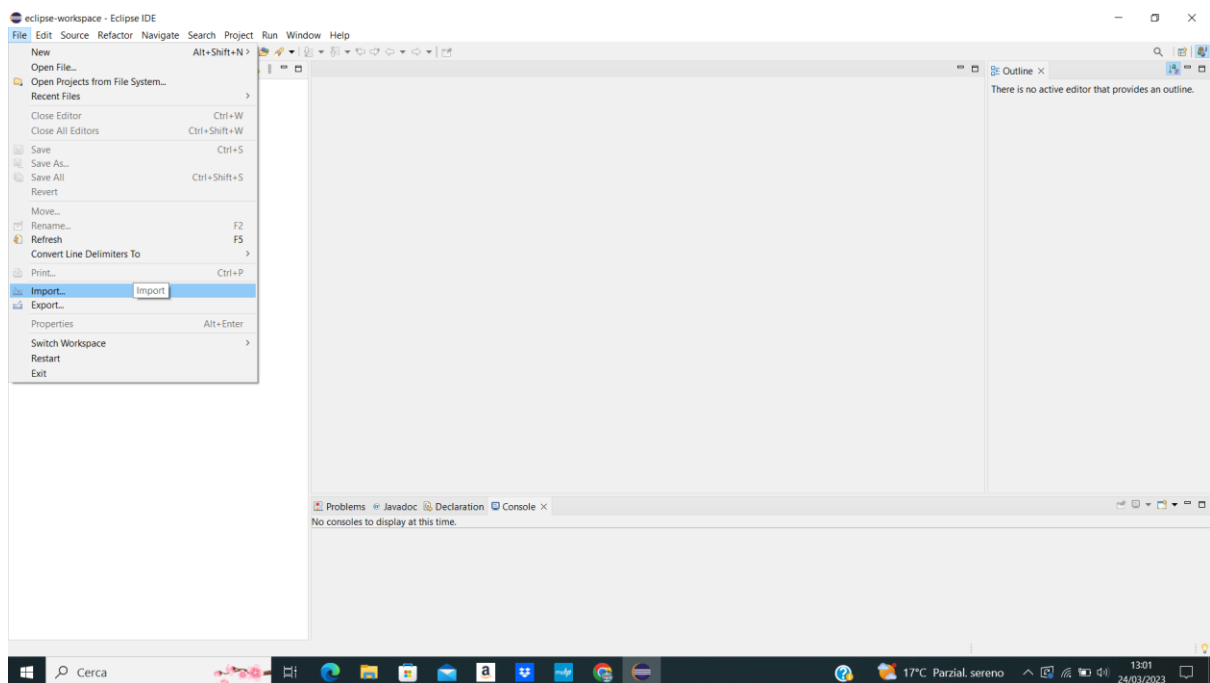 eclipse-workspace - Eclipse IDE
File Edit Source Refactor Navigate Search Project Run Window Help
New Alt+Shift+N >
Open File...
Open Projects from File System...
Recent Files >
Close Editor Ctrl+W
Close All Editors Ctrl+Shift+W
Save Ctrl+S
Save As...
Save All Ctrl+Shift+S
Revert
Move...
Rename... F2
Refresh F5
Convert Line Delimiters To >
Print... Ctrl+P
Import... Import
Export...
Properties Alt+Enter
Switch Workspace >
Restart
Exit
Outline
There is no active editor that provides an outline.
Problems @ Javadoc Declaration Console
No consoles to display at this time.
Cerca
a
17°C Parzial. sereno
13:01
24/03/2023